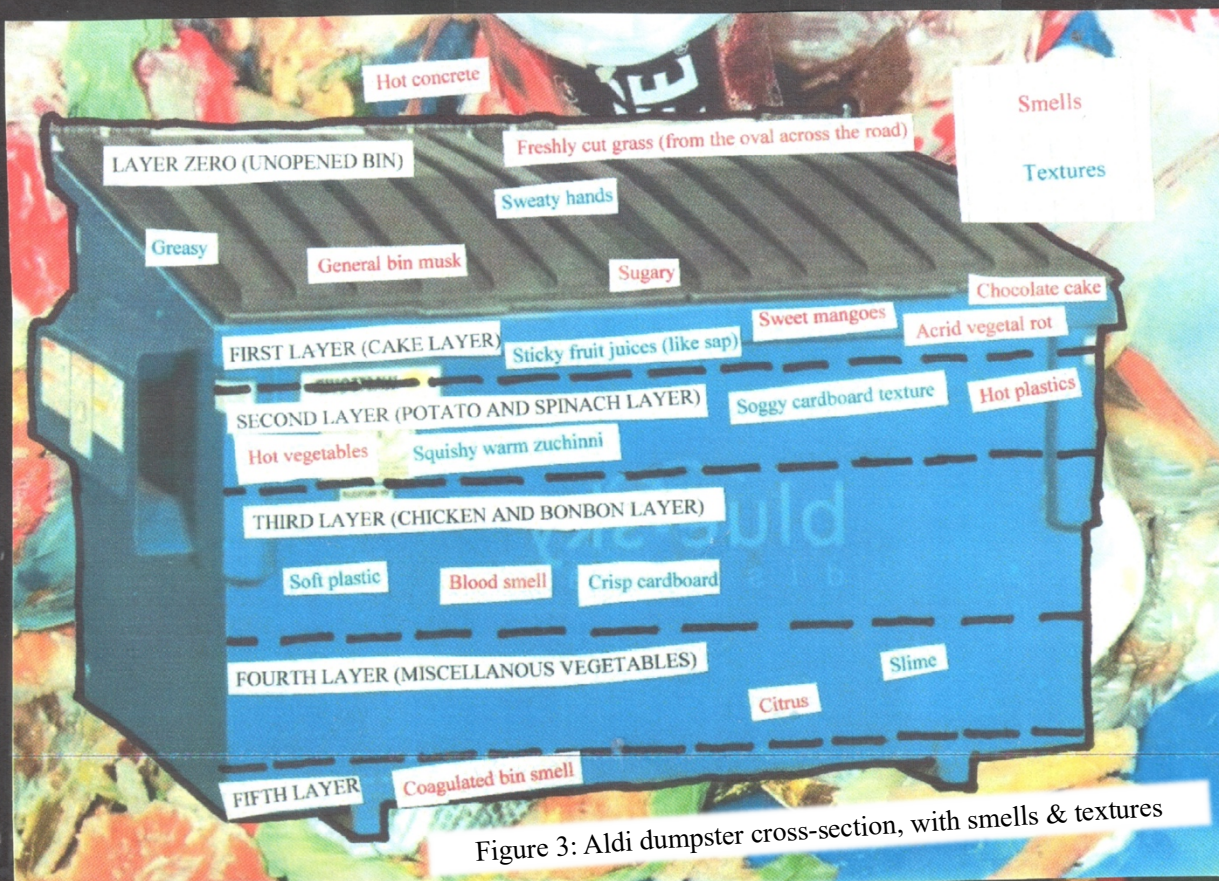 Hot concrete
Smells
Textures
Freshly cut grass (from the oval across the road)
LAYER ZERO (UNOPENED BIN)
Sweaty hands
Greasy
General bin musk
Sugary
Chocolate cake
Sweet mangoes
Acrid vegetal rot
FIRST LAYER (CAKE LAYER)
Sticky fruit juices (like sap)
SECOND LAYER (POTATO AND SPINACH LAYER)
Soggy cardboard texture
Hot plastics
Hot vegetables
Squishy warm zuchinni
THIRD LAYER (CHICKEN AND BONBON LAYER)
blue sky
Soft plastic
Blood smell
Crisp cardboard
FOURTH LAYER (MISCELLANOUS VEGETABLES)
Slime
Citrus
FIFTH LAYER
Coagulated bin smell
Figure 3: Aldi dumpster cross-section, with smells & textures